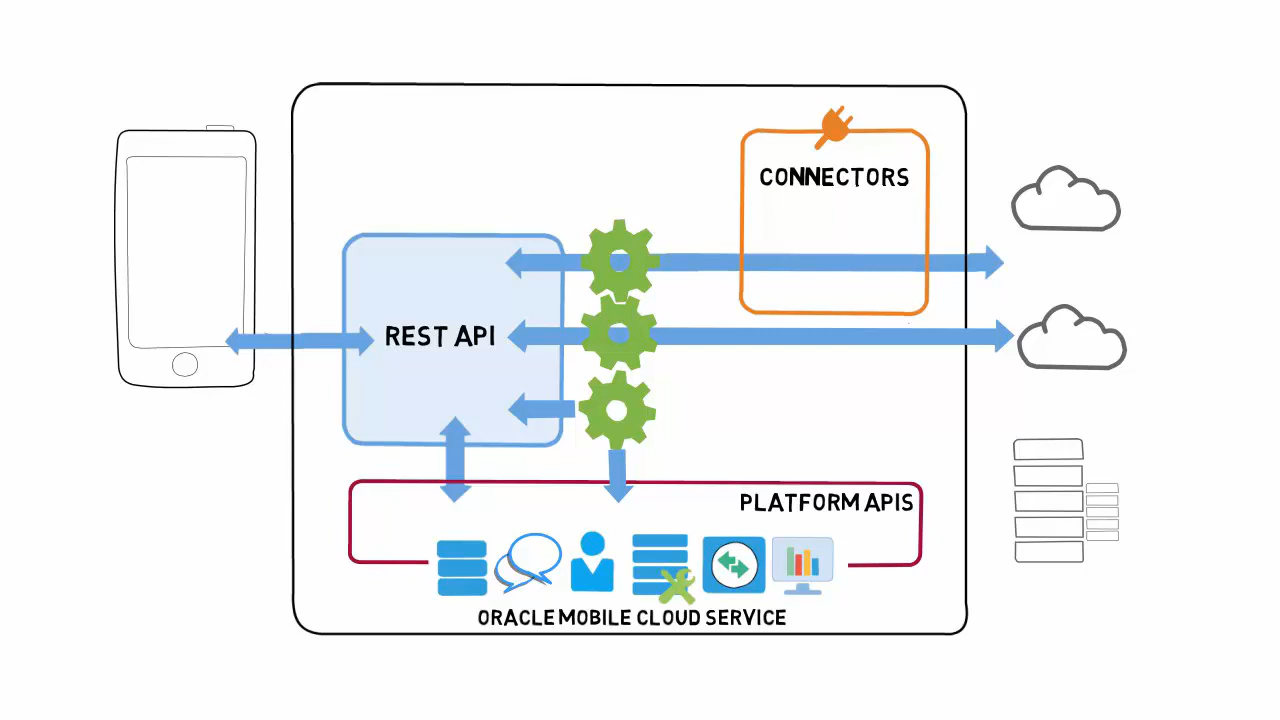 CONNECTORS
REST API
PLATFORM APIS
ORACLE MOBILE CLOUD SERVICE